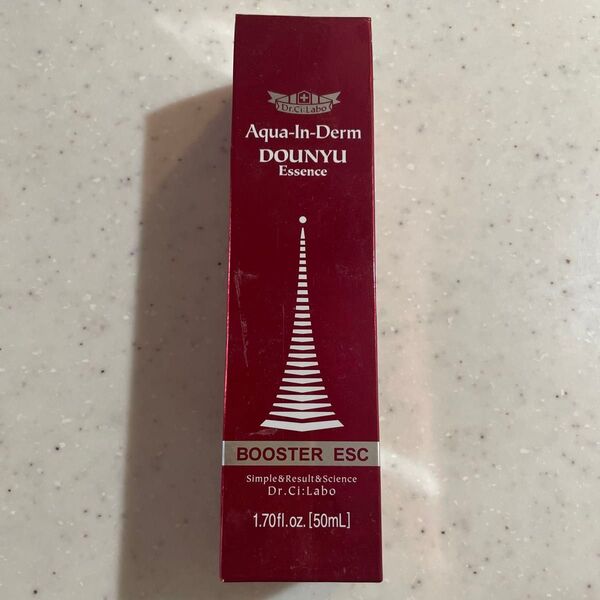 Dr.Ci:Labo
Aqua-In-Derm
DOUNYU
Essence
BOOSTER ESC
Simple&Result&Science
Dr.Ci:Labo
1.70fl.oz.[50mL]